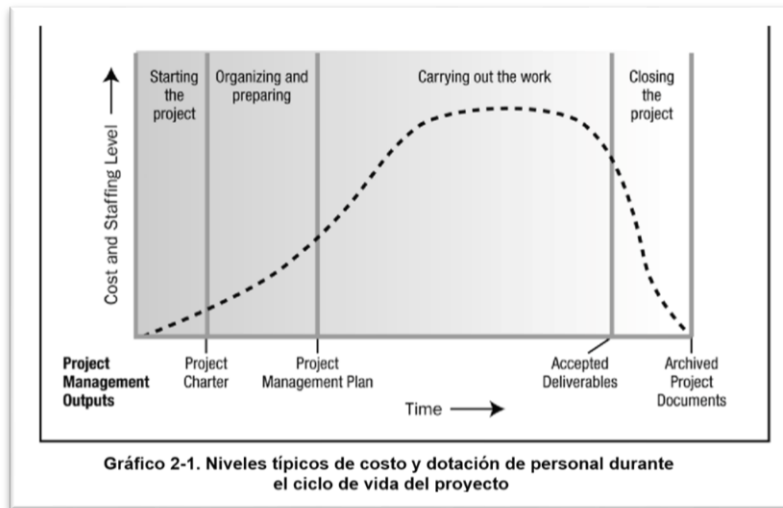 Starting
the
project
Organizing and
preparing
Carrying out the work
Closing
the
project
Cost and Staffing Level
Project
Management
Outputs
Project
Charter
Project
Management Plan
Accepted
Deliverables
Archived
Project
Documents
Time
Gráfico 2-1. Niveles típicos de costo y dotación de personal durante
el ciclo de vida del proyecto